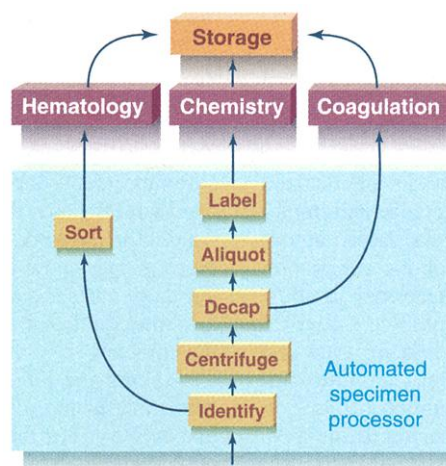 Storage
Hematology
Chemistry
Coagulation
Label
Sort
Aliquot
Decap
Centrifuge
Identify
Automated
specimen
processor